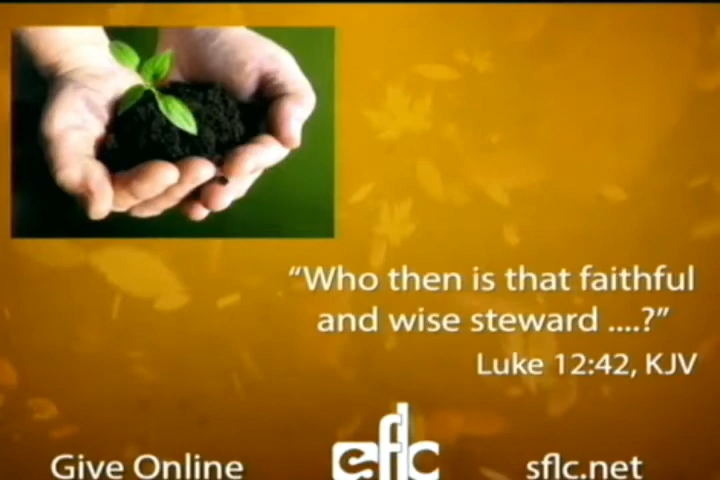 “Who then is that faithful
and wise steward ....?”
Luke 12:42, KJV
Give Online
sflc
sflc.net